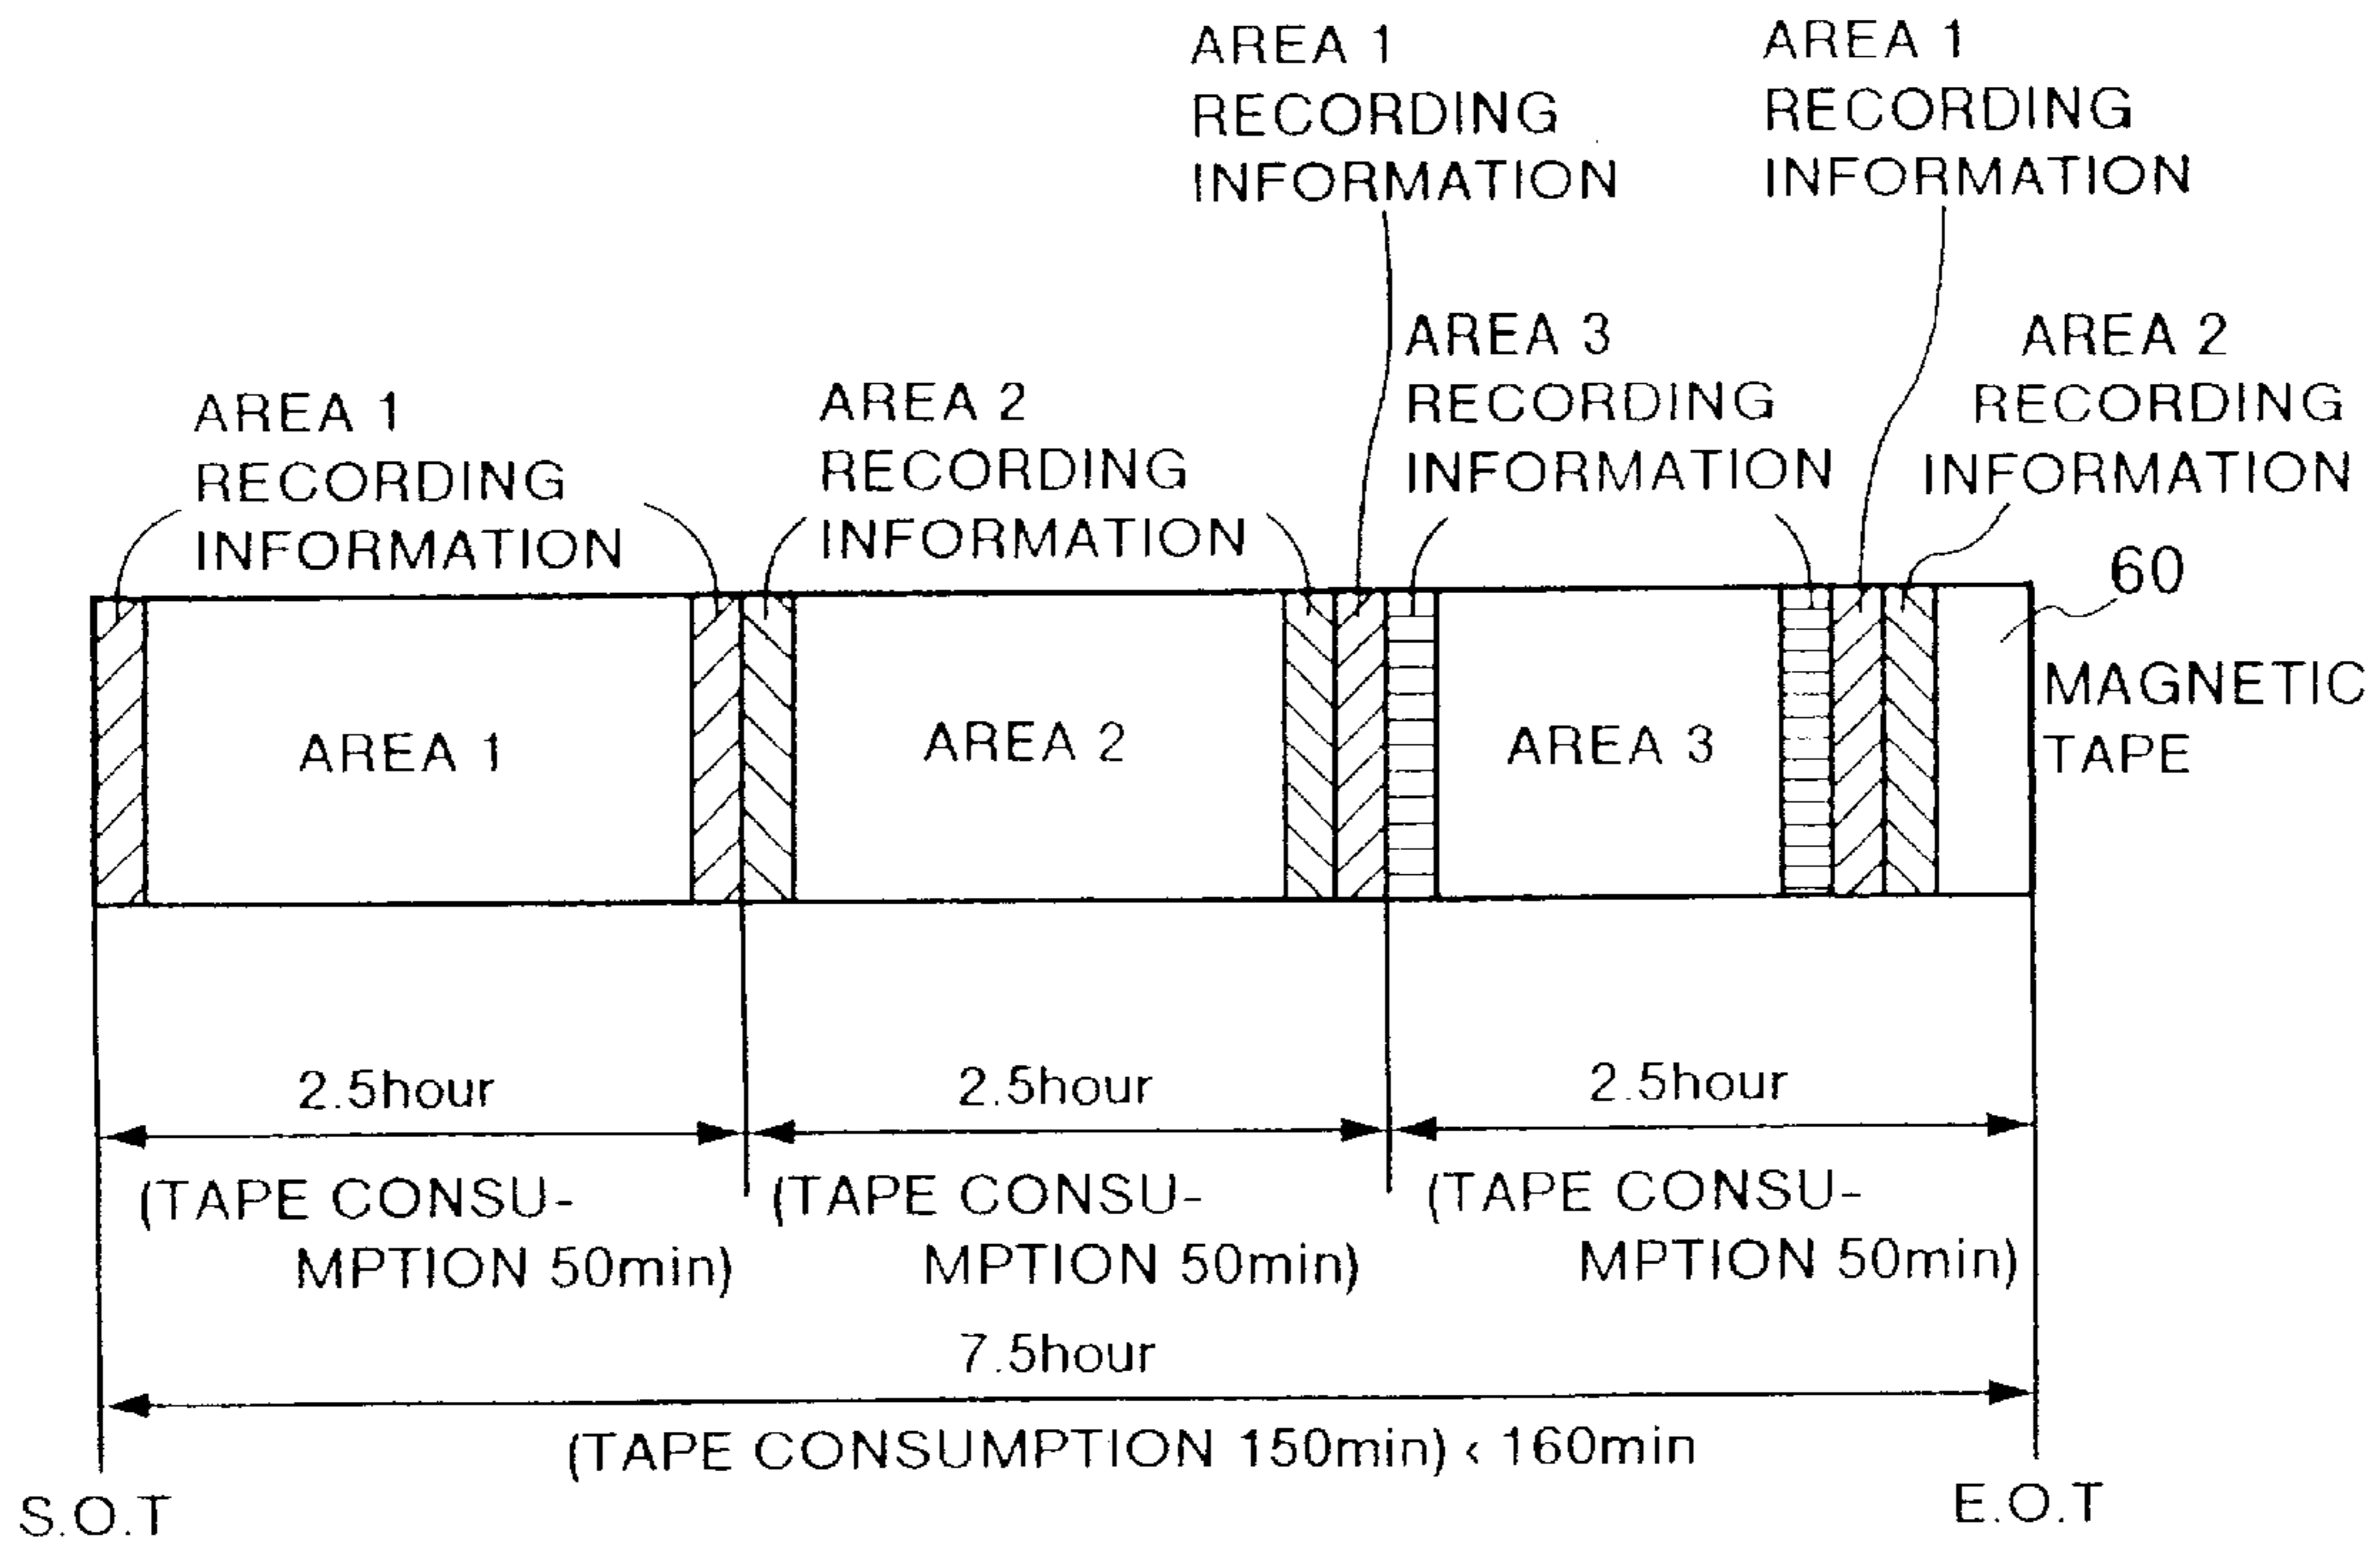 AREA 1
RECORDING
INFORMATION
AREA 1
RECORDING
INFORMATION
AREA 1
RECORDING
INFORMATION
AREA 2
RECORDING
INFORMATION
AREA 3
RECORDING
INFORMATION
AREA 2
RECORDING
INFORMATION
60
MAGNETIC
TAPE
AREA 1
AREA 2
AREA 3
2.5hour
2.5hour
2.5hour
(TAPE CONSU-
MPTION 50min)
(TAPE CONSU-
MPTION 50min)
(TAPE CONSU-
MPTION 50min)
7.5hour
(TAPE CONSUMPTION 150min) < 160min
S.O.T
E.O.T